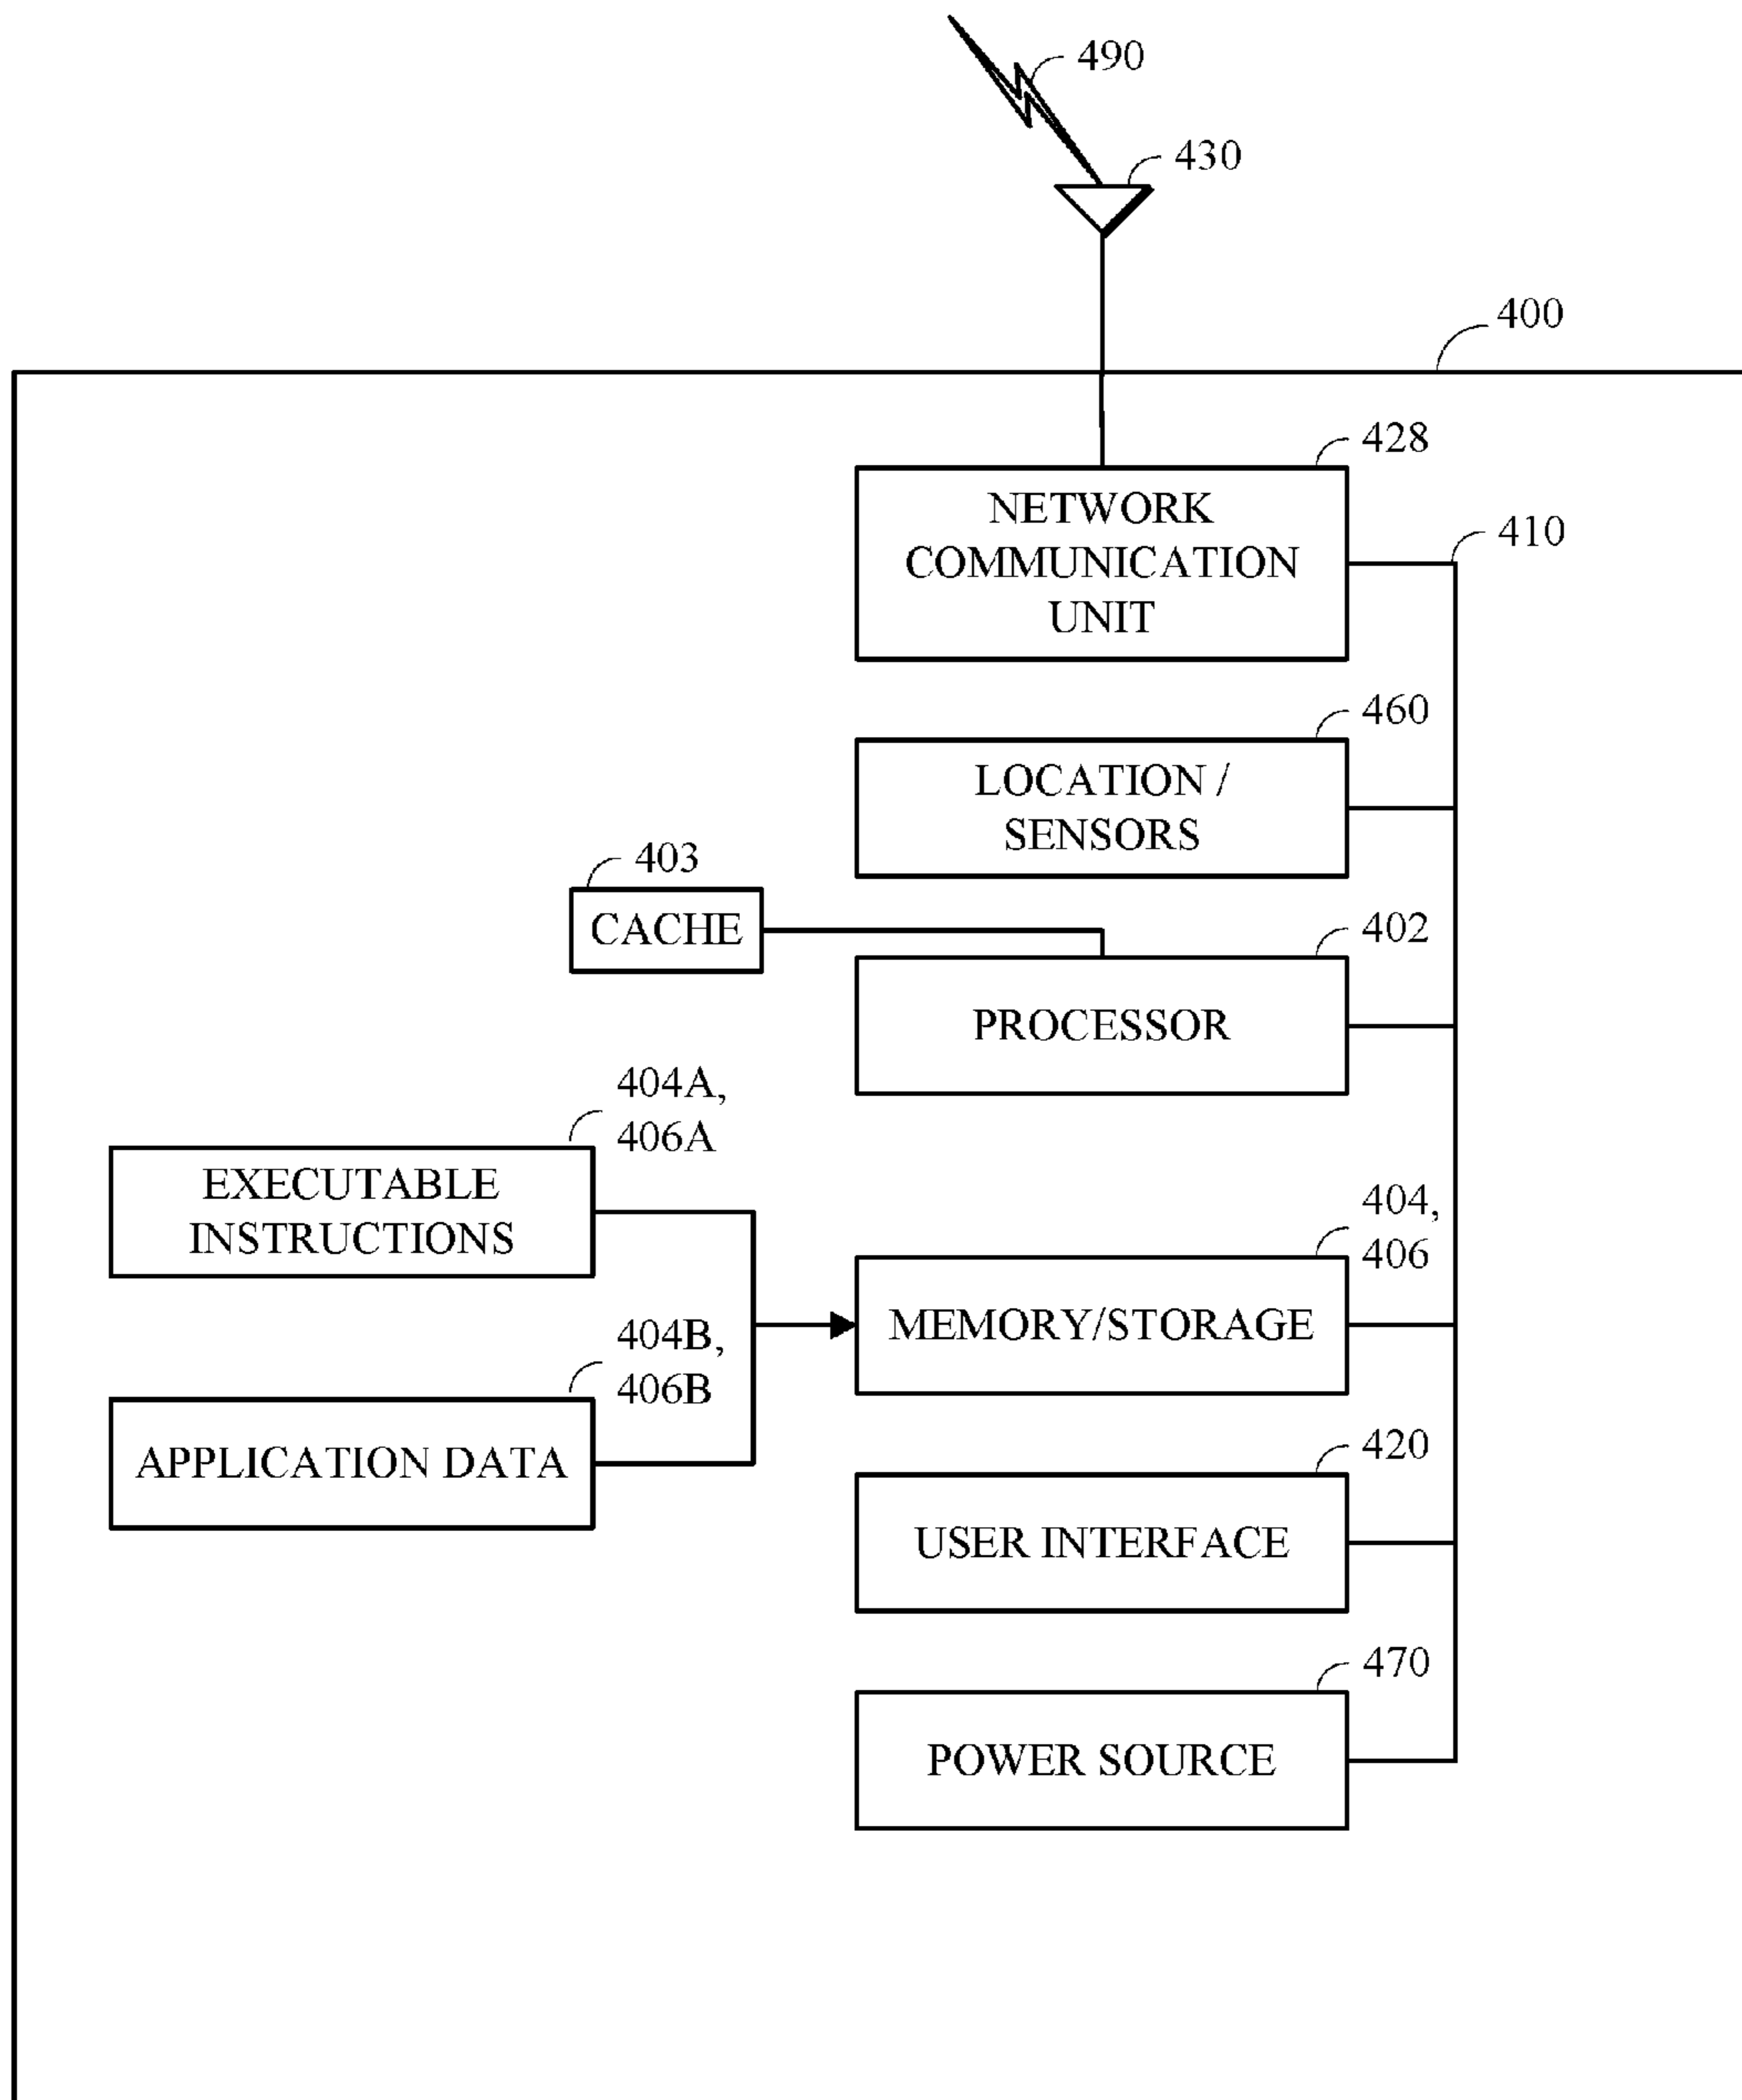 490
430
400
428
NETWORK
COMMUNICATION
UNIT
410
460
LOCATION /
SENSORS
403
CACHE
402
PROCESSOR
404A,
406A
EXECUTABLE
INSTRUCTIONS
404,
406
MEMORY/STORAGE
404B,
406B
APPLICATION DATA
420
USER INTERFACE
470
POWER SOURCE